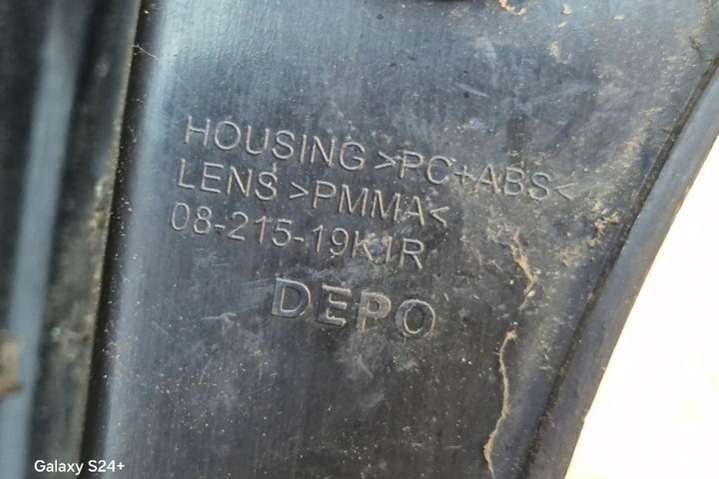 HOUSING >PC+ABS<
LENS >PMMA<
08-215-19K1R
DEPO
Galaxy S24+